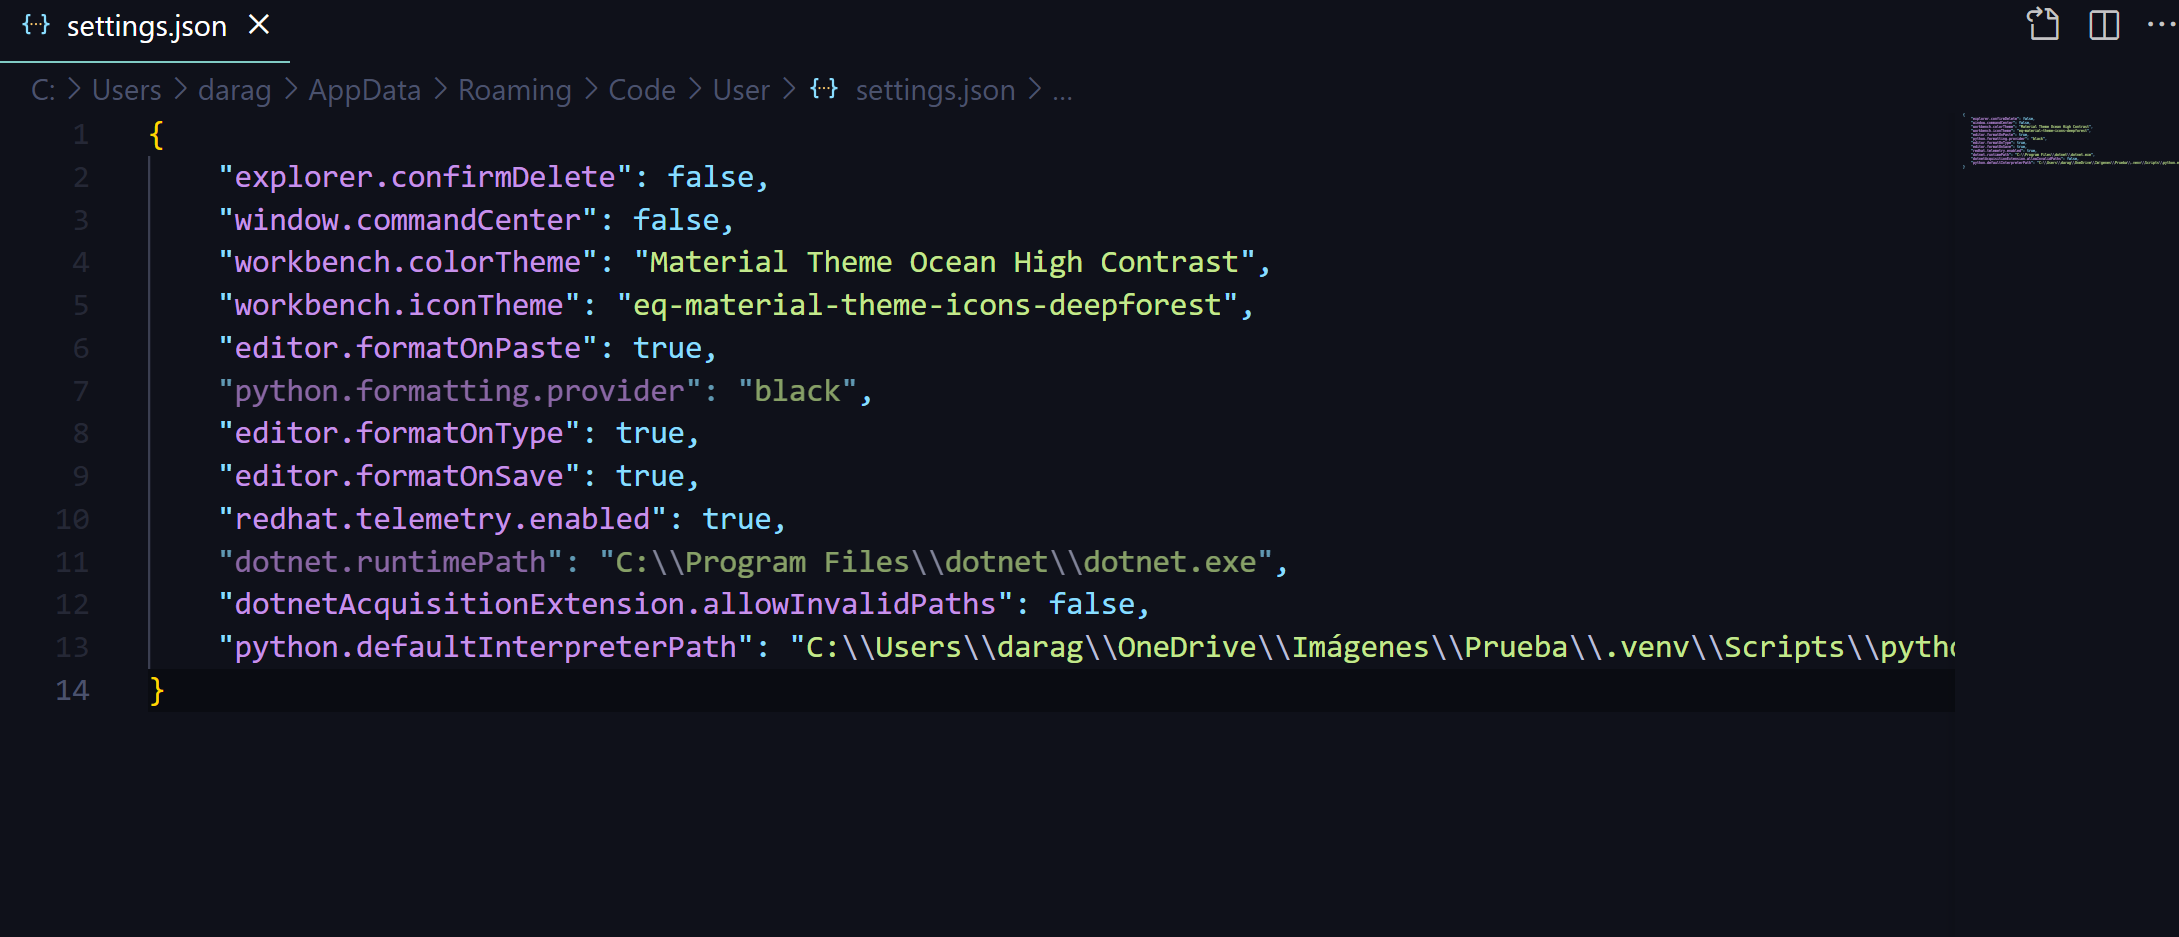 settings.json
C: > Users > darag > AppData > Roaming > Code > User > settings.json > ...
1 {
2 "explorer.confirmDelete": false,
3 "window.commandCenter": false,
4 "workbench.colorTheme": "Material Theme Ocean High Contrast",
5 "workbench.iconTheme": "eq-material-theme-icons-deepforest",
6 "editor.formatOnPaste": true,
7 "python.formatting.provider": "black",
8 "editor.formatOnType": true,
9 "editor.formatOnSave": true,
10 "redhat.telemetry.enabled": true,
11 "dotnet.runtimePath": "C:\\Program Files\\dotnet\\dotnet.exe",
12 "dotnetAcquisitionExtension.allowInvalidPaths": false,
13 "python.defaultInterpreterPath": "C:\\Users\\darag\\OneDrive\\Imágenes\\Prueba\\.venv\\Scripts\\pytho
14 }